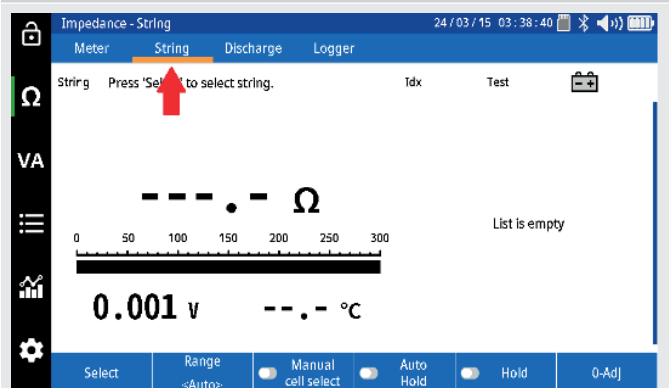 Impedance - String 24/03/15 03:38:40
Meter String Discharge Logger
String Press 'Select' to select string. Tdx Test
Ω
VA
---.- Ω
List is empty
0 50 100 150 200 250 300
0.001 V --.- °C
Select Range <Auto> Manual cell select Auto Hold Hold 0-Adj